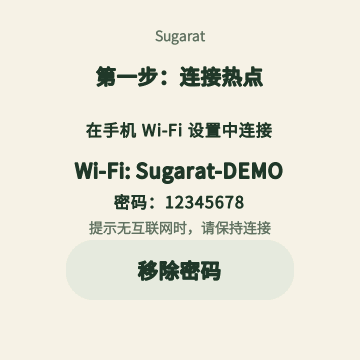 Sugarat
第一步：连接热点
在手机 Wi-Fi 设置中连接
Wi-Fi: Sugarat-DEMO
密码：12345678
提示无互联网时，请保持连接
移除密码